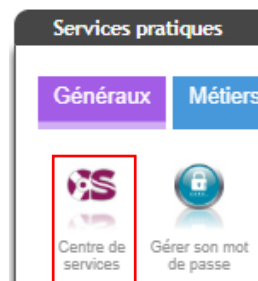 Services pratiques
Généraux Métiers
CS
Centre de services
Gérer son mot de passe